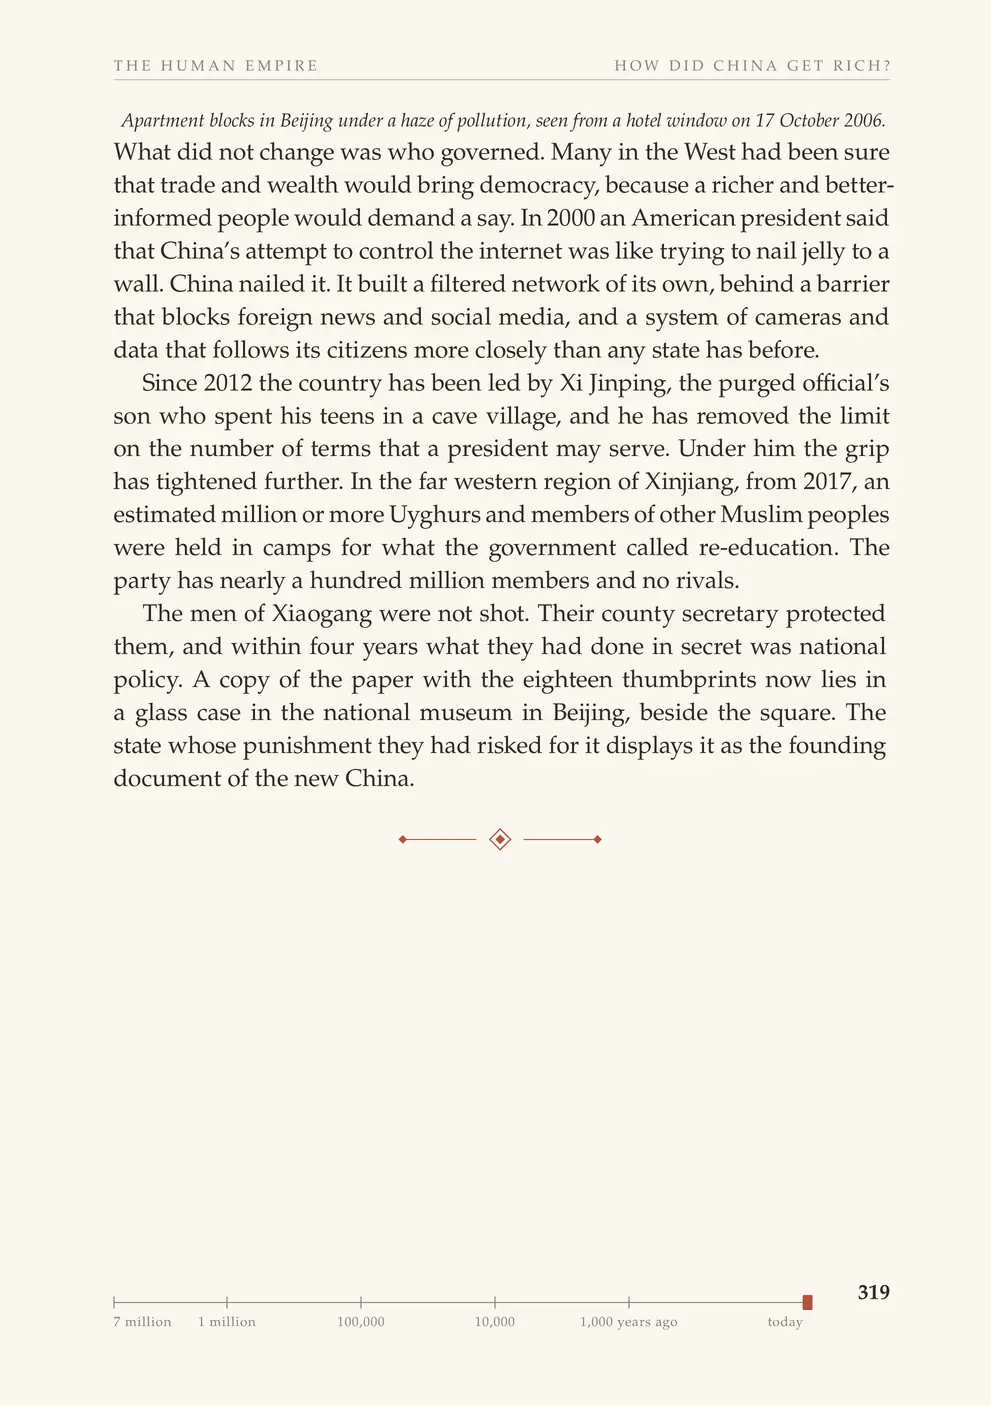 THE HUMAN EMPIRE
HOW DID CHINA GET RICH?
Apartment blocks in Beijing under a haze of pollution, seen from a hotel window on 17 October 2006.
What did not change was who governed. Many in the West had been sure
that trade and wealth would bring democracy, because a richer and better-
informed people would demand a say. In 2000 an American president said
that China’s attempt to control the internet was like trying to nail jelly to a
wall. China nailed it. It built a filtered network of its own, behind a barrier
that blocks foreign news and social media, and a system of cameras and
data that follows its citizens more closely than any state has before.
Since 2012 the country has been led by Xi Jinping, the purged official’s
son who spent his teens in a cave village, and he has removed the limit
on the number of terms that a president may serve. Under him the grip
has tightened further. In the far western region of Xinjiang, from 2017, an
estimated million or more Uyghurs and members of other Muslim peoples
were held in camps for what the government called re-education. The
party has nearly a hundred million members and no rivals.
The men of Xiaogang were not shot. Their county secretary protected
them, and within four years what they had done in secret was national
policy. A copy of the paper with the eighteen thumbprints now lies in
a glass case in the national museum in Beijing, beside the square. The
state whose punishment they had risked for it displays it as the founding
document of the new China.
319
7 million 1 million 100,000 10,000 1,000 years ago today